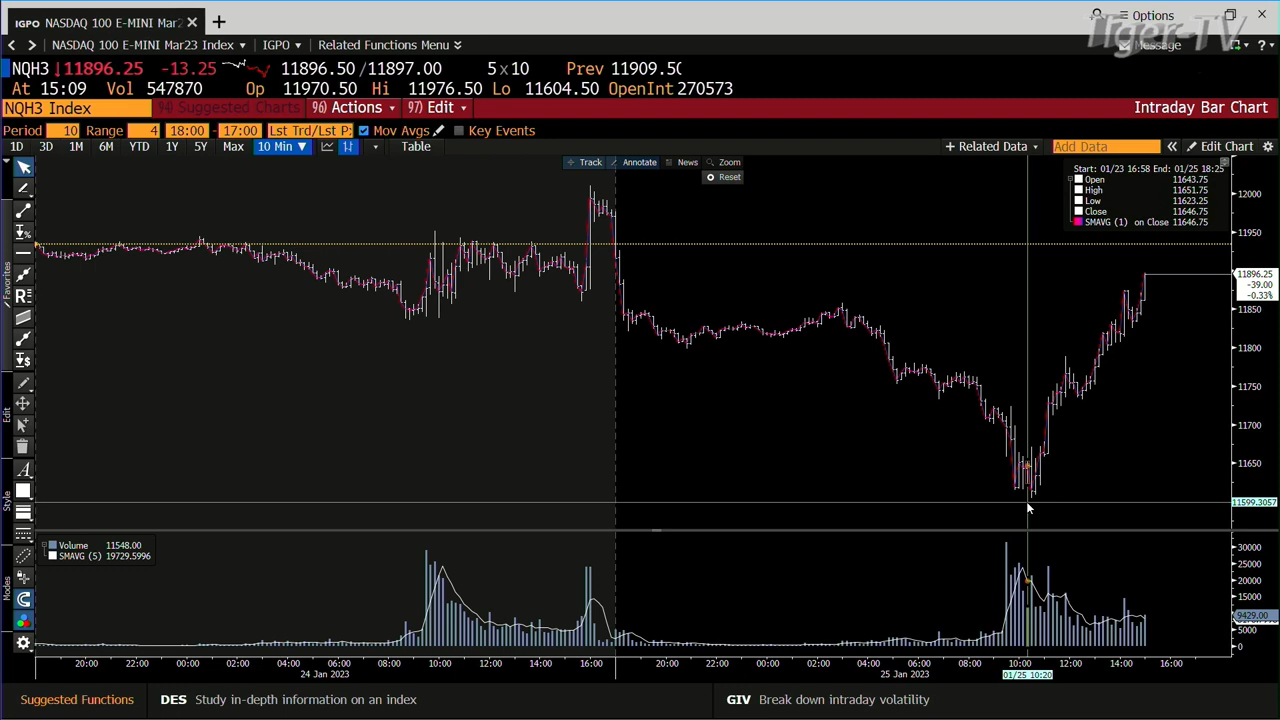 IGPO NASDAQ 100 E-MINI Mar2 × +
Options
Tiger-TV
< > NASDAQ 100 E-MINI Mar23 Index IGPO Related Functions Menu
Message
NQH3 ↓11896.25 -13.25 11896.50/11897.00 5x10 Prev 11909.50
At 15:09 Vol 547870 Op 11970.50 Hi 11976.50 Lo 11604.50 OpenInt 270573
NQH3 Index 94) Suggested Charts 96) Actions 97) Edit Intraday Bar Chart
Period 10 Range 4 18:00 - 17:00 Lst Trd/Lst P: Mov Avgs Key Events
1D 3D 1M 6M YTD 1Y 5Y Max 10 Min Table + Related Data Add Data « Edit Chart
Track Annotate News Zoom
Reset
Start: 01/23 16:58 End: 01/25 18:25
Open 11643.75
High 11651.75
Low 11623.25
Close 11646.75
SMAVG (1) on Close 11646.75
Favorites
Edit
Style
Modes
12000
11950
11896.25
-39.00
-0.33%
11850
11800
11750
11700
11650
11599.3057
Volume 11548.00
SMAVG (5) 19729.5996
30000
25000
20000
15000
9429.00
5000
0
20:00 22:00 00:00 02:00 04:00 06:00 08:00 10:00 12:00 14:00 16:00 20:00 22:00 00:00 02:00 04:00 06:00 08:00 10:00 12:00 14:00 16:00
24 Jan 2023 25 Jan 2023 01/25 10:20
Suggested Functions DES Study in-depth information on an index GIV Break down intraday volatility